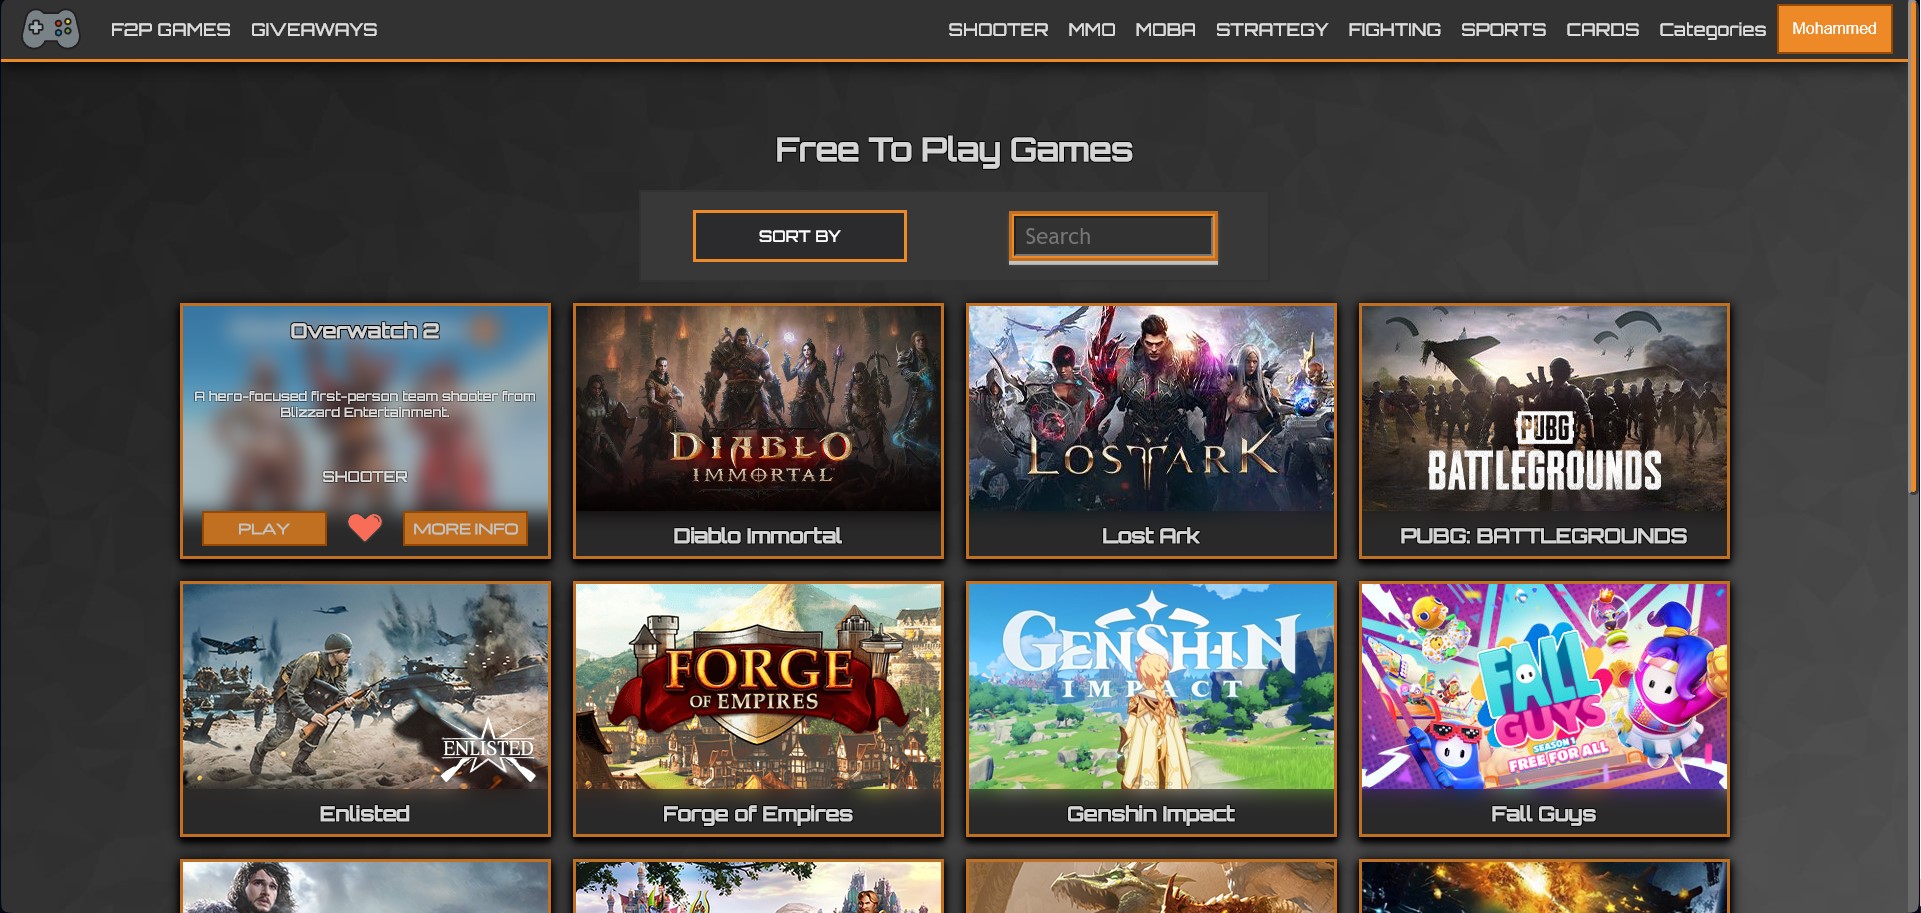 F2P GAMES GIVEAWAYS SHOOTER MMO MOBA STRATEGY FIGHTING SPORTS CARDS Categories Mohammed
Free To Play Games
SORT BY Search
Overwatch 2
A hero-focused first-person team shooter from
Blizzard Entertainment.
SHOOTER
PLAY MORE INFO
DIABLO
IMMORTAL
Diablo Immortal
LOST ARK
Lost Ark
PUBG
BATTLEGROUNDS
PUBG: BATTLEGROUNDS
ENLISTED
Enlisted
FORGE
OF EMPIRES
Forge of Empires
GENSHIN
IMPACT
Genshin Impact
FALL
GUYS
SEASON 1
FREE FOR ALL
Fall Guys